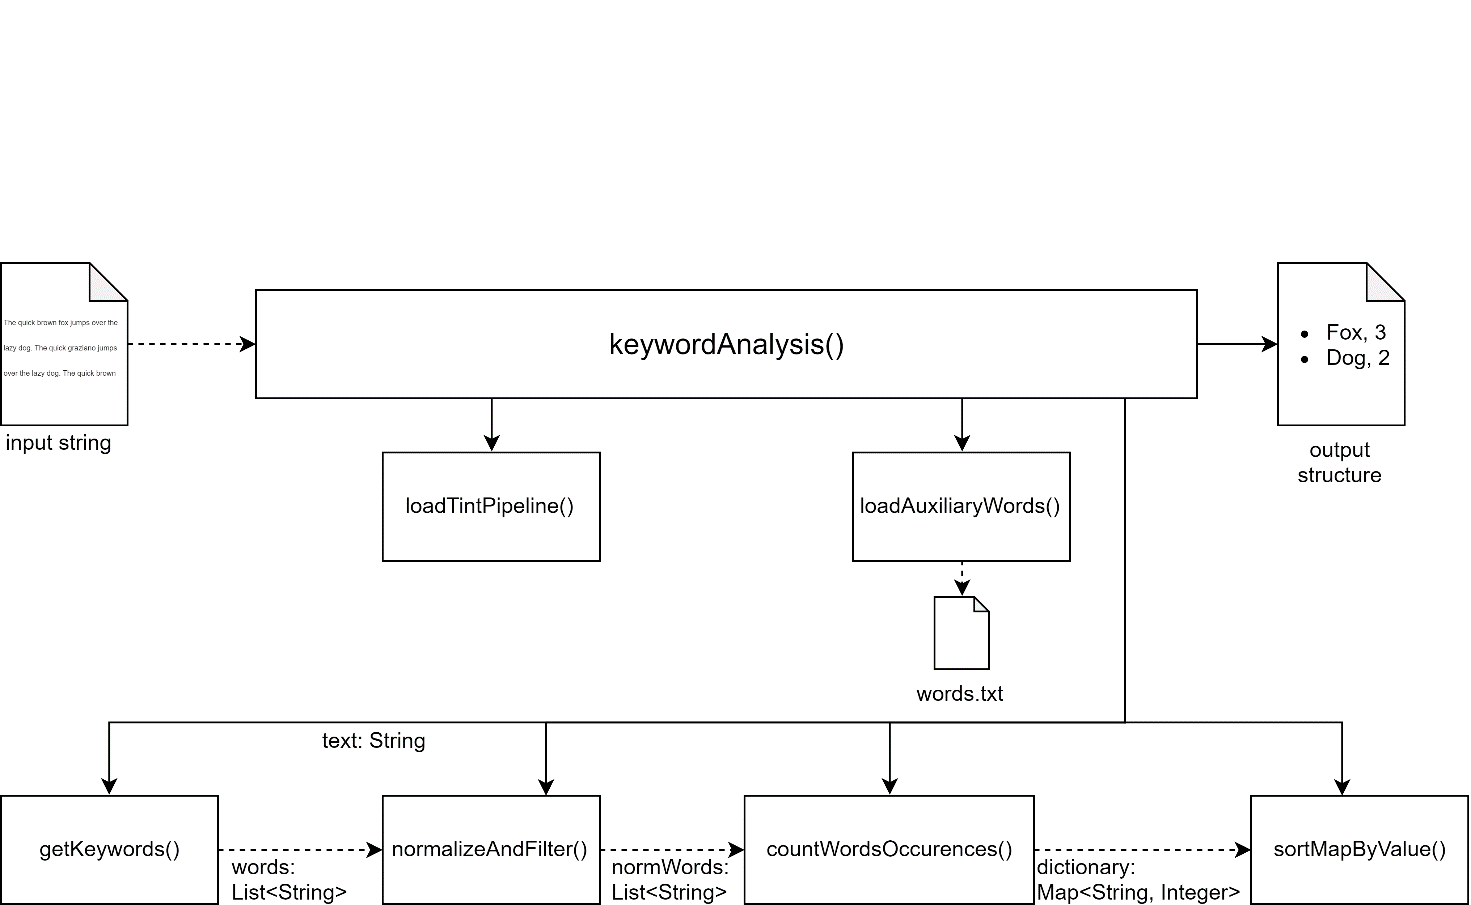 The quick brown fox jumps over the
lazy dog. The quick graziano jumps
over the lazy dog. The quick brown
input string
keywordAnalysis()
• Fox, 3
• Dog, 2
output
structure
loadTintPipeline()
loadAuxiliaryWords()
words.txt
text: String
getKeywords()
words:
List<String>
normalizeAndFilter()
normWords:
List<String>
countWordsOccurences()
dictionary:
Map<String, Integer>
sortMapByValue()